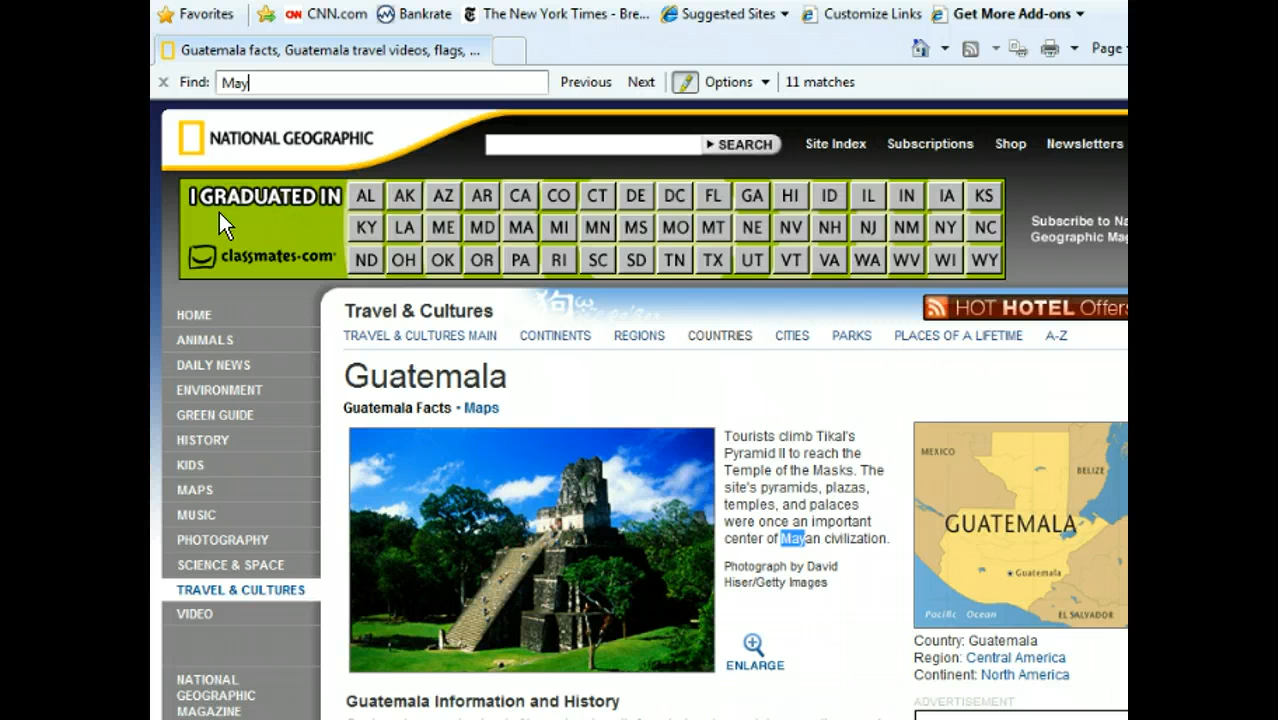 Favorites CNN.com Bankrate The New York Times - Bre... Suggested Sites Customize Links Get More Add-ons
Guatemala facts, Guatemala travel videos, flags, ... Page
Find: May Previous Next Options 11 matches
NATIONAL GEOGRAPHIC SEARCH Site Index Subscriptions Shop Newsletters
I GRADUATED IN AL AK AZ AR CA CO CT DE DC FL GA HI ID IL IN IA KS
KY LA ME MD MA MI MN MS MO MT NE NV NH NJ NM NY NC
classmates.com ND OH OK OR PA RI SC SD TN TX UT VT VA WA WV WI WY
Subscribe to Na
Geographic Mag
HOME
ANIMALS
DAILY NEWS
ENVIRONMENT
GREEN GUIDE
HISTORY
KIDS
MAPS
MUSIC
PHOTOGRAPHY
SCIENCE & SPACE
TRAVEL & CULTURES
VIDEO
NATIONAL
GEOGRAPHIC
MAGAZINE
Travel & Cultures
狗
HOT HOTEL Offers
TRAVEL & CULTURES MAIN CONTINENTS REGIONS COUNTRIES CITIES PARKS PLACES OF A LIFETIME A-Z
Guatemala
Guatemala Facts • Maps
Tourists climb Tikal's
Pyramid II to reach the
Temple of the Masks. The
site's pyramids, plazas,
temples, and palaces
were once an important
center of Mayan civilization.
Photograph by David
Hiser/Getty Images
ENLARGE
MEXICO
BELIZE
GUATEMALA
Guatemala
Pacific Ocean
EL SALVADOR
Country: Guatemala
Region: Central America
Continent: North America
ADVERTISEMENT
Guatemala Information and History